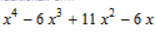 x⁴ − 6 x³ + 11 x² − 6 x